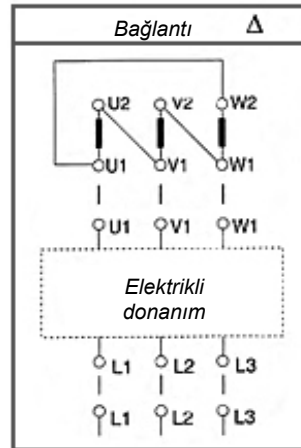 Bağlantı Δ
U2 V2 W2
U1 V1 W1
U1 V1 W1
Elektrikli
donanım
L1 L2 L3
L1 L2 L3